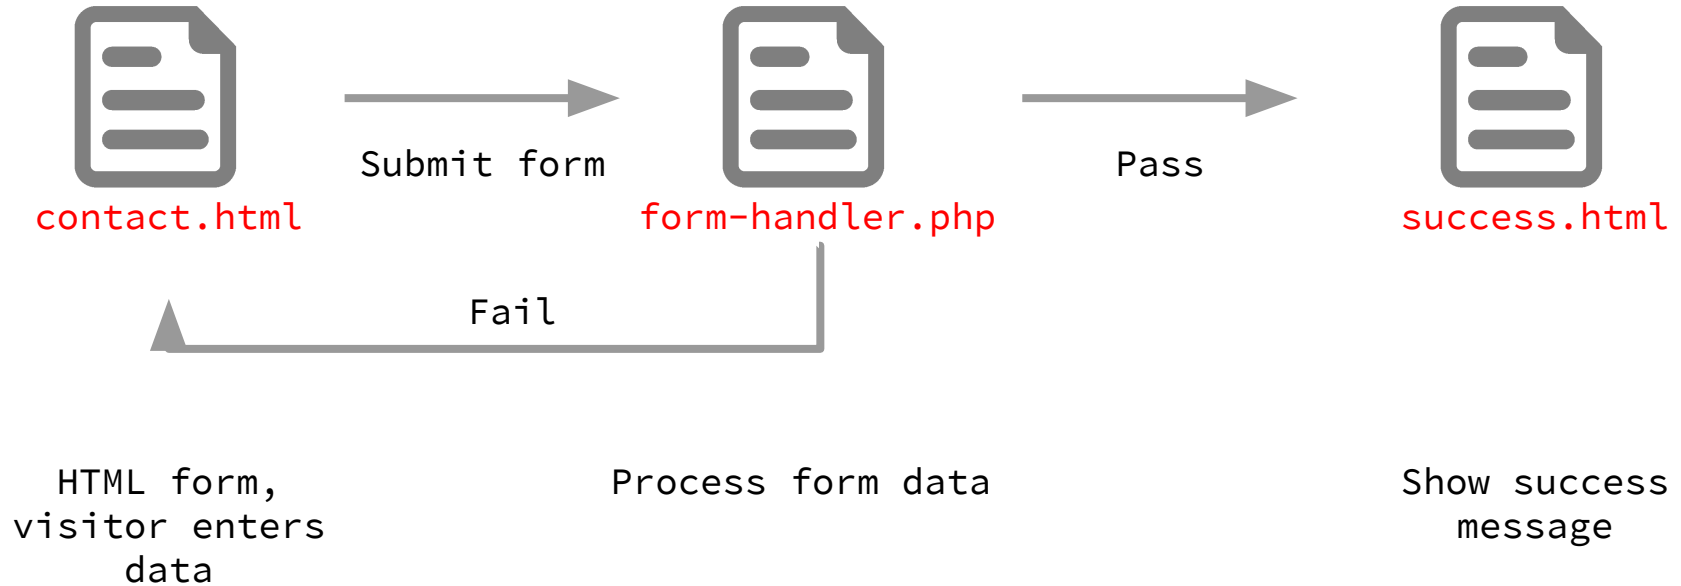 Submit form
Pass
contact.html
form-handler.php
success.html
Fail
HTML form,
visitor enters
data
Process form data
Show success
message